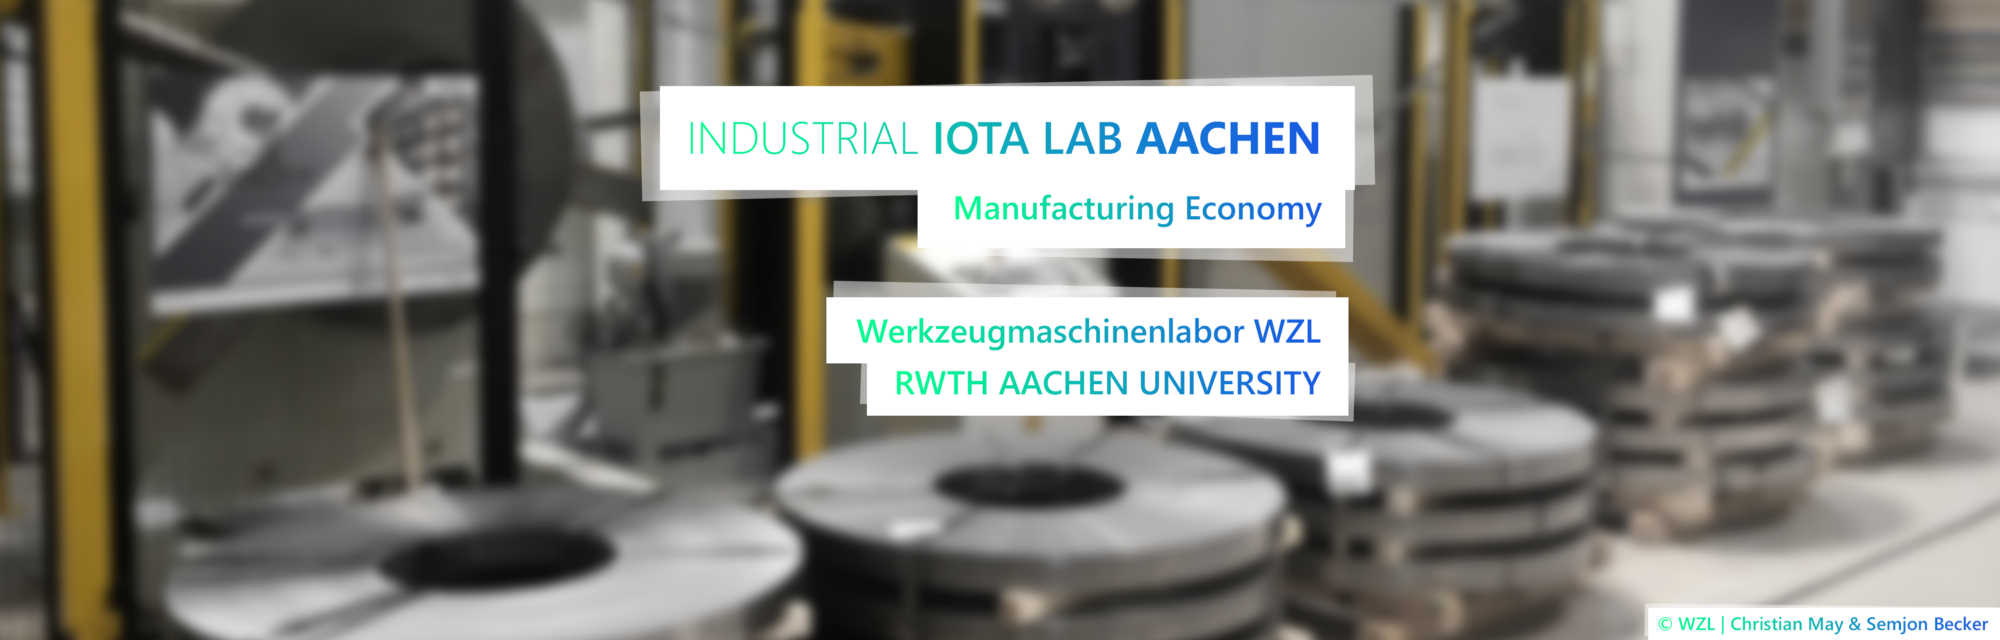 INDUSTRIAL IOTA LAB AACHEN
Manufacturing Economy
Werkzeugmaschinenlabor WZL
RWTH AACHEN UNIVERSITY
© WZL | Christian May & Semjon Becker